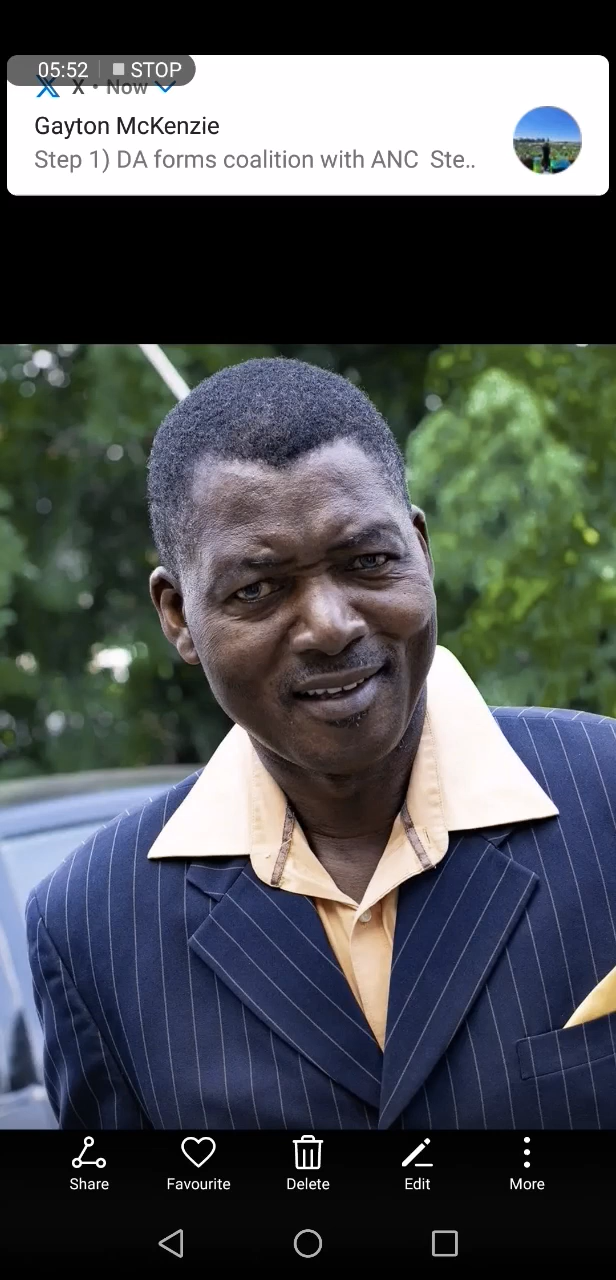 05:52 STOP
X • Now
Gayton McKenzie
Step 1) DA forms coalition with ANC Ste..
Share Favourite Delete Edit More